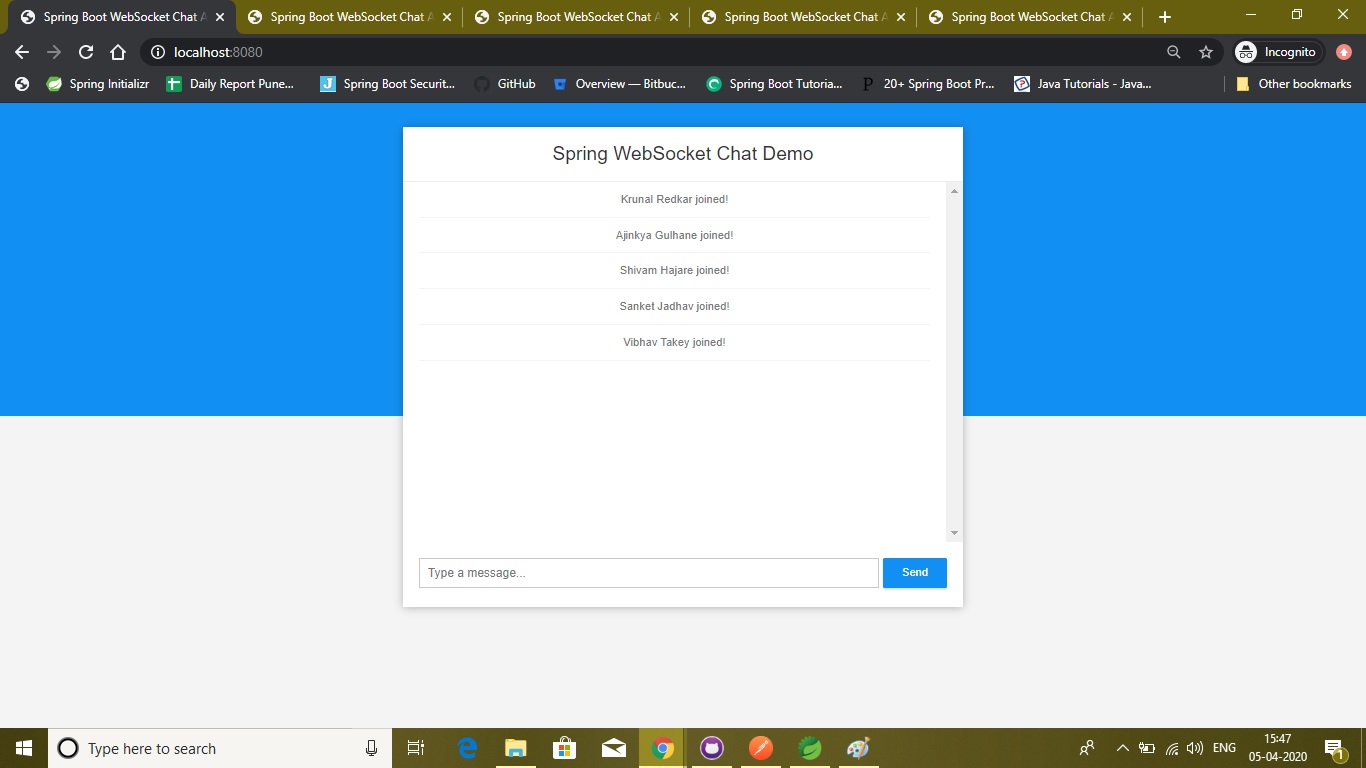 Spring Boot WebSocket Chat A
Spring Boot WebSocket Chat A
Spring Boot WebSocket Chat A
Spring Boot WebSocket Chat A
Spring Boot WebSocket Chat A
localhost:8080
Incognito
Spring Initializr
Daily Report Pune...
Spring Boot Securit...
GitHub
Overview — Bitbuc...
Spring Boot Tutoria...
20+ Spring Boot Pr...
Java Tutorials - Java...
Other bookmarks
Spring WebSocket Chat Demo
Krunal Redkar joined!
Ajinkya Gulhane joined!
Shivam Hajare joined!
Sanket Jadhav joined!
Vibhav Takey joined!
Type a message...
Send
Type here to search
ENG
15:47
05-04-2020
1